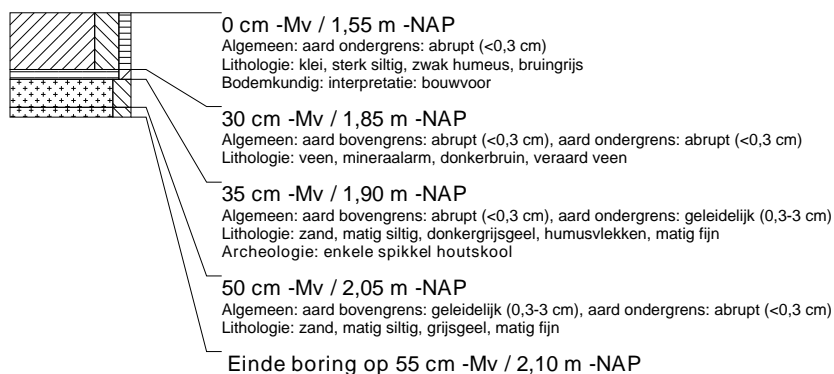 0 cm -Mv / 1,55 m -NAP
Algemeen: aard ondergrens: abrupt (<0,3 cm)
Lithologie: klei, sterk siltig, zwak humeus, bruingrijs
Bodemkundig: interpretatie: bouwvoor
30 cm -Mv / 1,85 m -NAP
Algemeen: aard bovengrens: abrupt (<0,3 cm), aard ondergrens: abrupt (<0,3 cm)
Lithologie: veen, mineraalarm, donkerbruin, veraard veen
35 cm -Mv / 1,90 m -NAP
Algemeen: aard bovengrens: abrupt (<0,3 cm), aard ondergrens: geleidelijk (0,3-3 cm)
Lithologie: zand, matig siltig, donkergrijsgeel, humusvlekken, matig fijn
Archeologie: enkele spikkel houtskool
50 cm -Mv / 2,05 m -NAP
Algemeen: aard bovengrens: geleidelijk (0,3-3 cm), aard ondergrens: abrupt (<0,3 cm)
Lithologie: zand, matig siltig, grijsgeel, matig fijn
Einde boring op 55 cm -Mv / 2,10 m -NAP